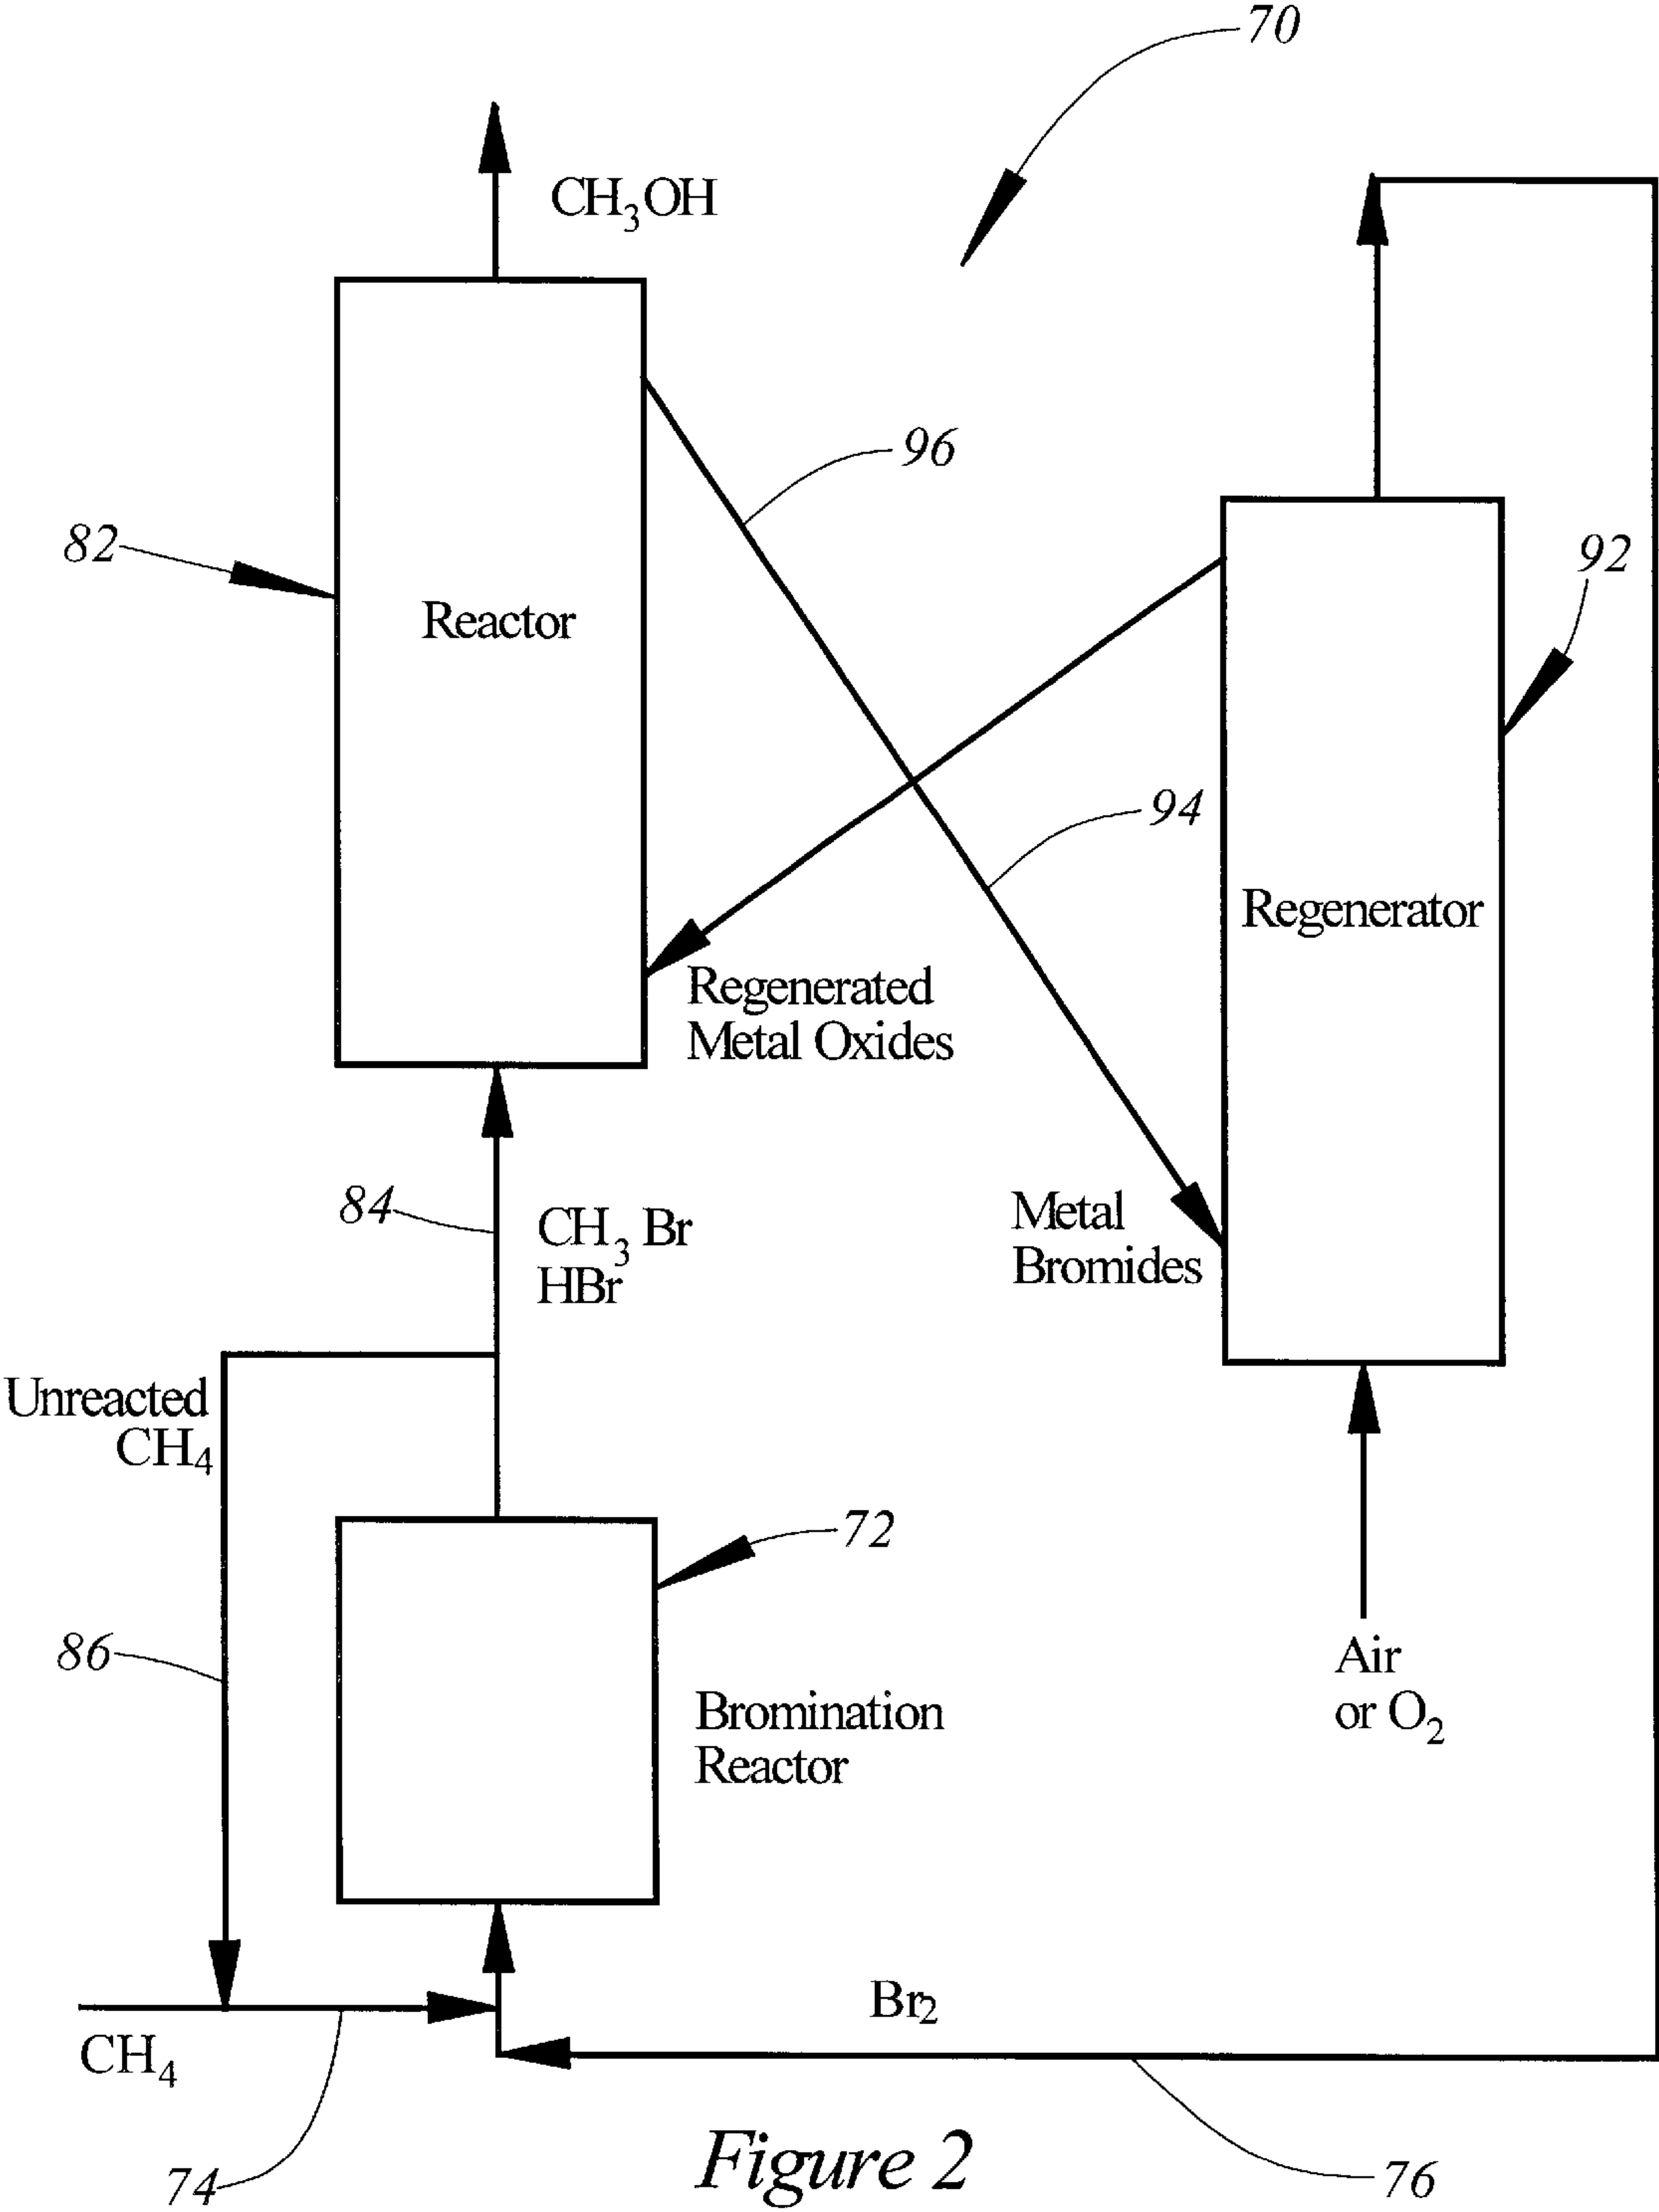 70
CH3OH
96
82
92
Reactor
94
Regenerator
Regenerated
Metal Oxides
84
CH3 Br
HBr
Metal
Bromides
Unreacted
CH4
72
86
Air
or O2
Bromination
Reactor
Br2
CH4
74
Figure 2
76